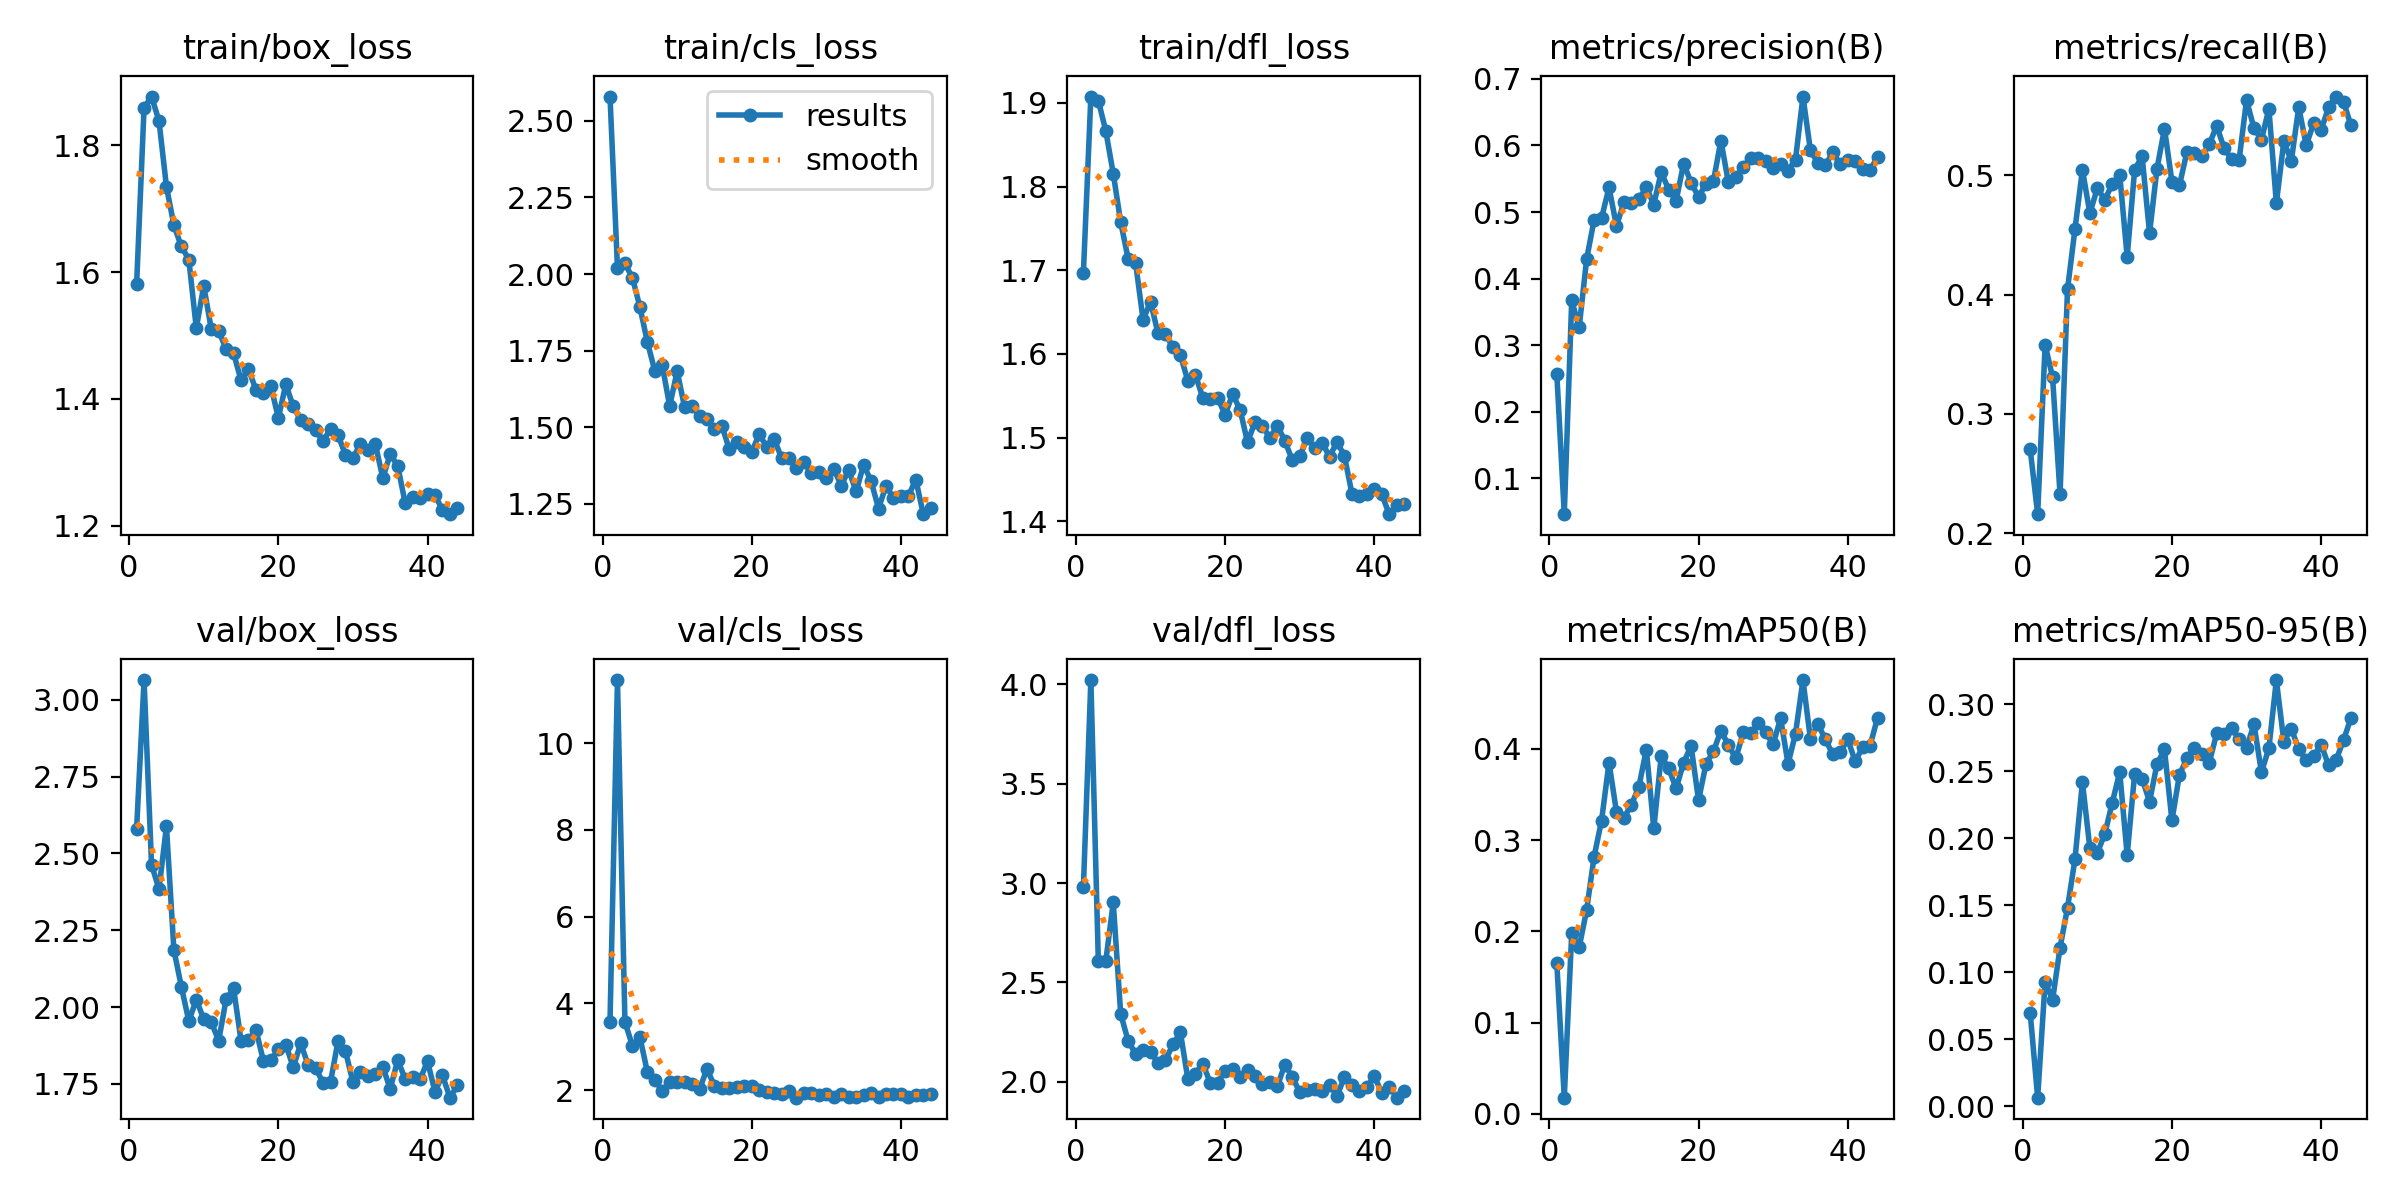 train/box_loss
1.8
1.6
1.4
1.2
0 20 40
train/cls_loss
results
smooth
2.50
2.25
2.00
1.75
1.50
1.25
0 20 40
train/dfl_loss
1.9
1.8
1.7
1.6
1.5
1.4
0 20 40
metrics/precision(B)
0.7
0.6
0.5
0.4
0.3
0.2
0.1
0 20 40
metrics/recall(B)
0.5
0.4
0.3
0.2
0 20 40
val/box_loss
3.00
2.75
2.50
2.25
2.00
1.75
0 20 40
val/cls_loss
10
8
6
4
2
0 20 40
val/dfl_loss
4.0
3.5
3.0
2.5
2.0
0 20 40
metrics/mAP50(B)
0.4
0.3
0.2
0.1
0.0
0 20 40
metrics/mAP50-95(B)
0.30
0.25
0.20
0.15
0.10
0.05
0.00
0 20 40